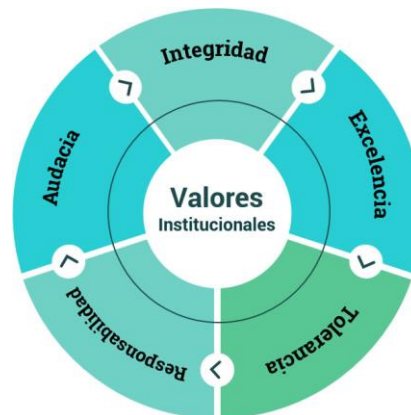 Integridad
Excelencia
Tolerancia
Responsabilidad
Audacia
Valores
Institucionales